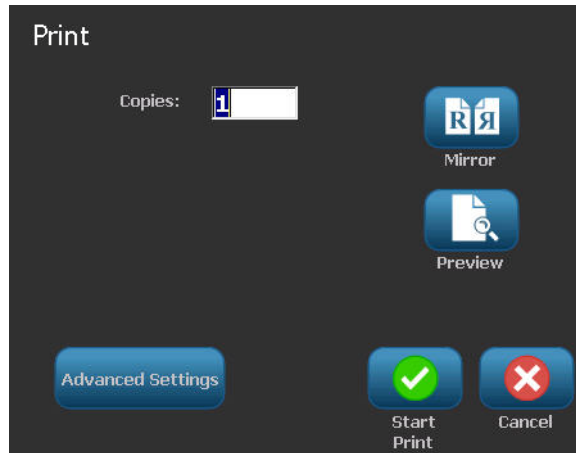 Print
Copies: 1
R Я
Mirror
Preview
Advanced Settings
Start
Print
Cancel